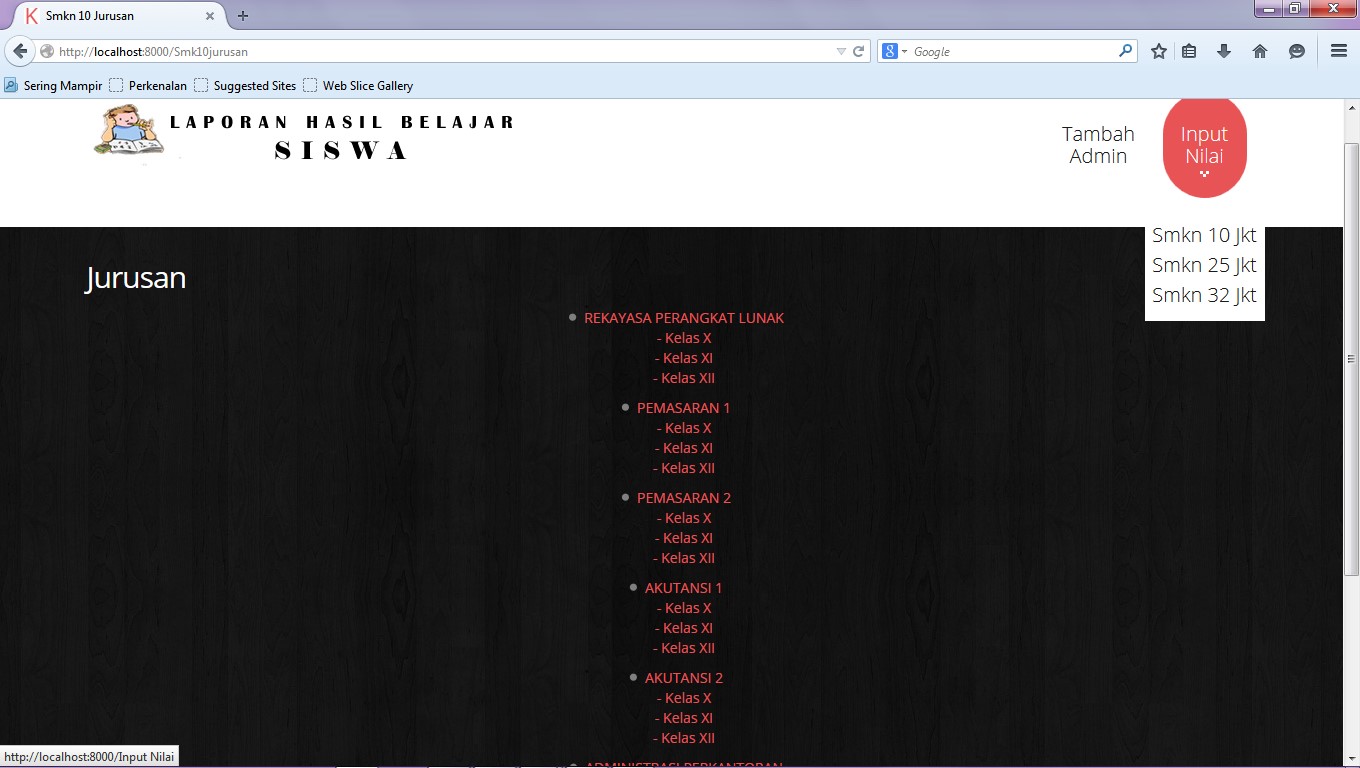 Smkn 10 Jurusan
http://localhost:8000/Smk10jurusan
Google
Sering Mampir
Perkenalan
Suggested Sites
Web Slice Gallery
LAPORAN HASIL BELAJAR
SISWA
Tambah
Admin
Input
Nilai
Smkn 10 Jkt
Smkn 25 Jkt
Smkn 32 Jkt
Jurusan
REKAYASA PERANGKAT LUNAK
- Kelas X
- Kelas XI
- Kelas XII
PEMASARAN 1
- Kelas X
- Kelas XI
- Kelas XII
PEMASARAN 2
- Kelas X
- Kelas XI
- Kelas XII
AKUTANSI 1
- Kelas X
- Kelas XI
- Kelas XII
AKUTANSI 2
- Kelas X
- Kelas XI
- Kelas XII
ADMINISTRASI PERKANTORAN
http://localhost:8000/Input Nilai